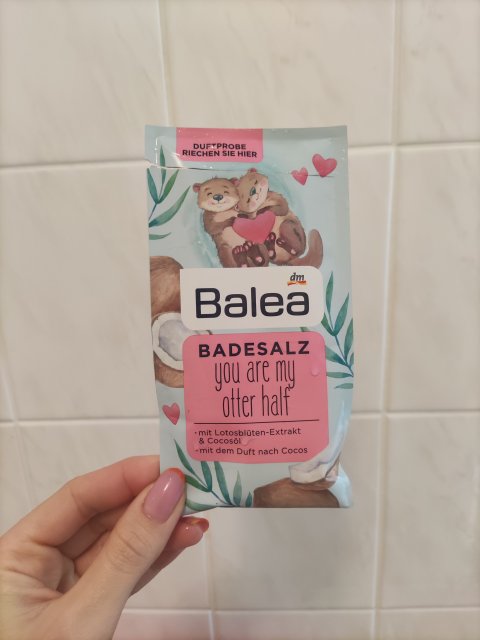 DUFTPROBE
RIECHEN SIE HIER
dm
Balea
BADESALZ
you are my
otter half
· mit Lotosblüten-Extrakt
& Cocosöl
· mit dem Duft nach Cocos